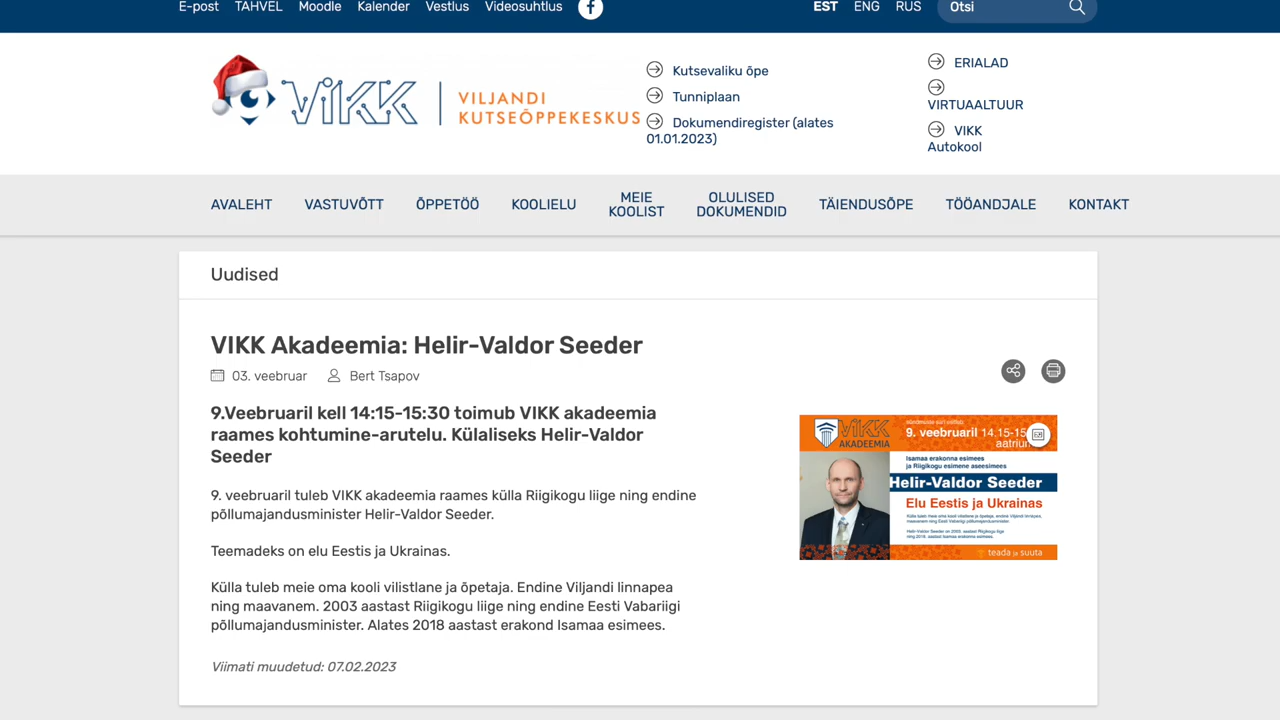 E-post TAHVEL Moodle Kalender Vestlus Videosuhtlus
EST ENG RUS Otsi
VIKK | VILJANDI KUTSEÕPPEKESKUS
Kutsevaliku õpe
Tunniplaan
Dokumendiregister (alates
01.01.2023)
ERIALAD
VIRTUAALTUUR
VIKK
Autokool
AVALEHT VASTUVÕTT ÕPPETÖÖ KOOLIELU MEIE KOOLIST OLULISED DOKUMENDID TÄIENDUSÕPE TÖÖANDJALE KONTAKT
Uudised
VIKK Akadeemia: Helir-Valdor Seeder
03. veebruar Bert Tsapov
9.Veebruaril kell 14:15-15:30 toimub VIKK akadeemia
raames kohtumine-arutelu. Külaliseks Helir-Valdor
Seeder
9. veebruaril tuleb VIKK akadeemia raames külla Riigikogu liige ning endine
põlumajandusminister Helir-Valdor Seeder.
Teemadeks on elu Eestis ja Ukrainas.
Külla tuleb meie oma kooli vilistlane ja õpetaja. Endine Viljandi linnapea
ning maavanem. 2003 aastast Riigikogu liige ning endine Eesti Vabariigi
põllumajandusminister. Alates 2018 aastast erakond Isamaa esimees.
Viimati muudetud: 07.02.2023
VIKK
AKADEEMIA
9. veebruaril 14.15-15
Isamaa erakonna esimees
ja Riigikogu esimene aseesimees
Helir-Valdor Seeder
Elu Eestis ja Ukrainas
teada ja suuta